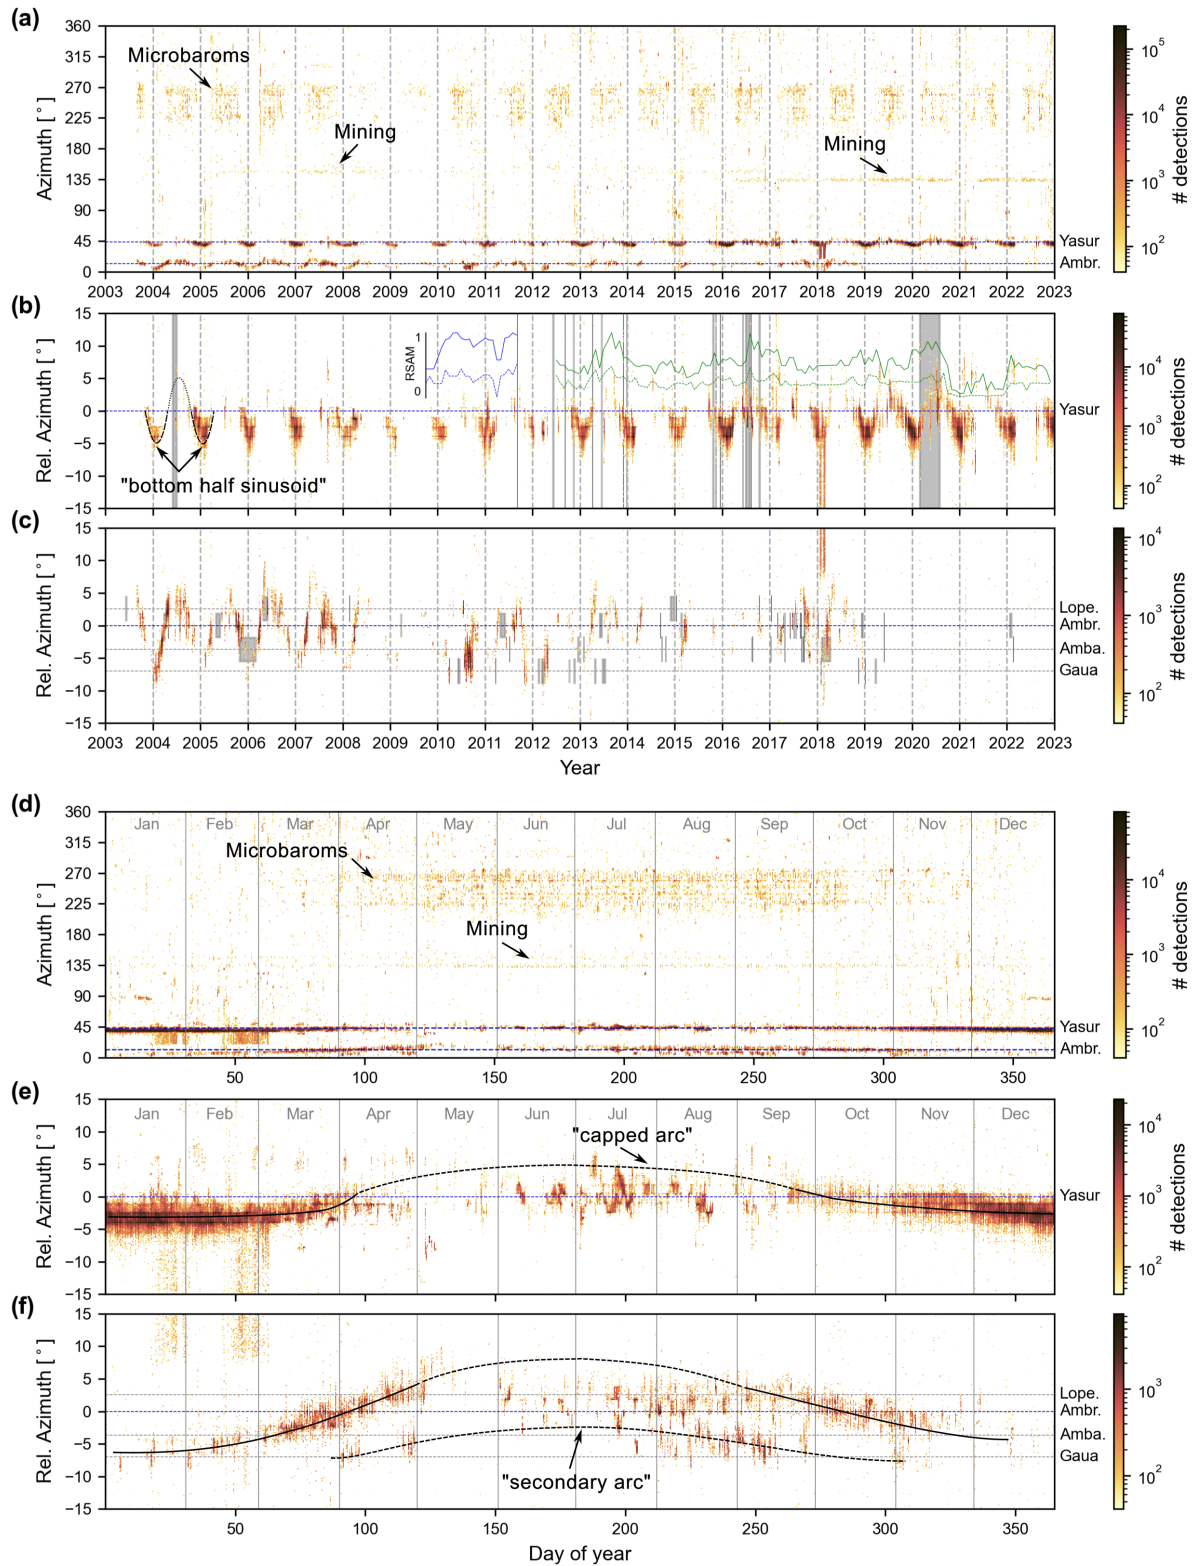 (a)
360
315
270
225
180
135
90
45
0
Azimuth [ ° ]
Microbaroms
Mining
Mining
Yasur
Ambr.
2003 2004 2005 2006 2007 2008 2009 2010 2011 2012 2013 2014 2015 2016 2017 2018 2019 2020 2021 2022 2023
10^5
10^4
10^3
10^2
# detections
(b)
15
10
5
0
−5
−10
−15
Rel. Azimuth [ ° ]
1
RSAM
0
"bottom half sinusoid"
Yasur
10^4
10^3
10^2
# detections
(c)
15
10
5
0
−5
−10
−15
Rel. Azimuth [ ° ]
Lope.
Ambr.
Amba.
Gaua
2003 2004 2005 2006 2007 2008 2009 2010 2011 2012 2013 2014 2015 2016 2017 2018 2019 2020 2021 2022 2023
Year
10^4
10^3
10^2
# detections
(d)
360
315
270
225
180
135
90
45
0
Azimuth [ ° ]
Jan Feb Mar Apr May Jun Jul Aug Sep Oct Nov Dec
Microbaroms
Mining
Yasur
Ambr.
50 100 150 200 250 300 350
10^4
10^3
10^2
# detections
(e)
15
10
5
0
−5
−10
−15
Rel. Azimuth [ ° ]
Jan Feb Mar Apr May Jun Jul Aug Sep Oct Nov Dec
"capped arc"
Yasur
10^4
10^3
10^2
# detections
(f)
15
10
5
0
−5
−10
−15
Rel. Azimuth [ ° ]
"secondary arc"
Lope.
Ambr.
Amba.
Gaua
50 100 150 200 250 300 350
Day of year
10^3
10^2
# detections